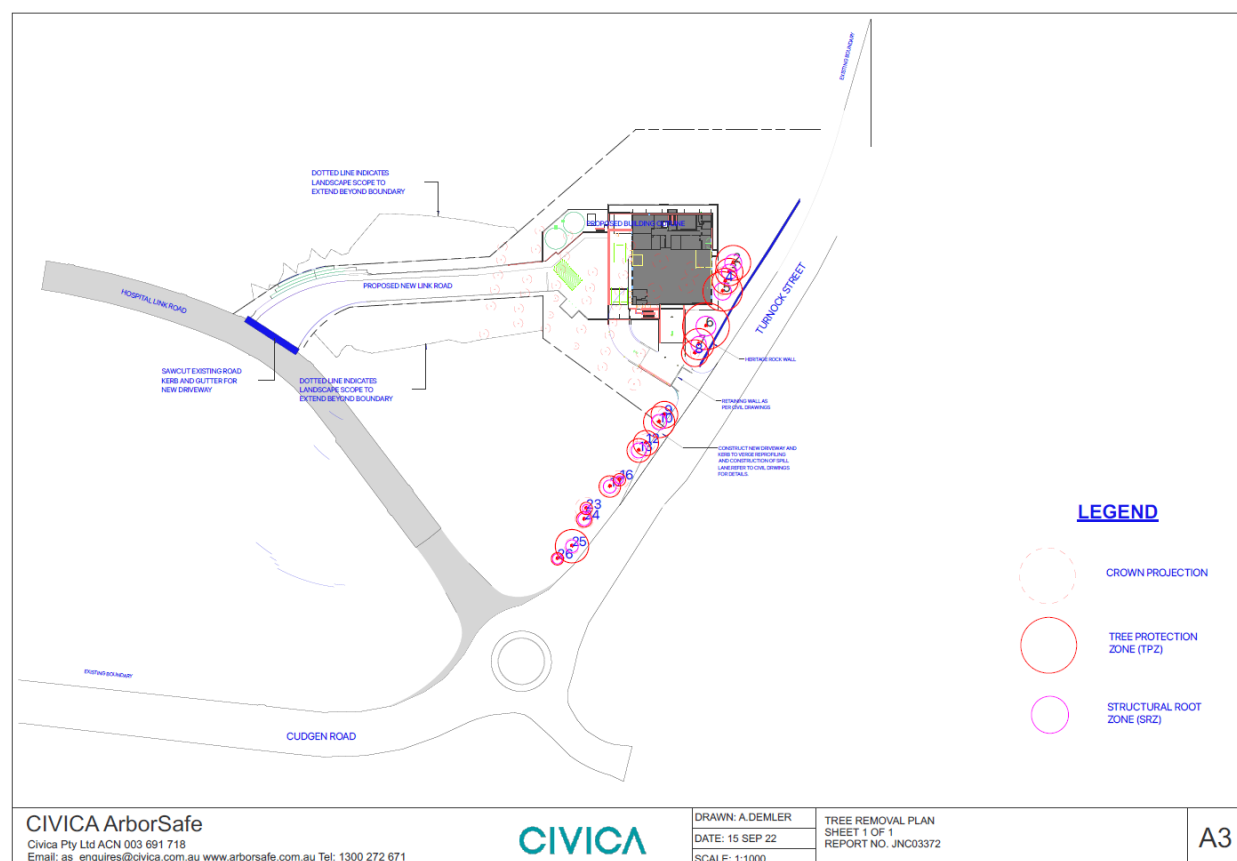 EXISTING BOUNDARY
DOTTED LINE INDICATES
LANDSCAPE SCOPE TO
EXTEND BEYOND BOUNDARY
HOSPITAL LINK ROAD
PROPOSED NEW LINK ROAD
2
4
5
TURNOCK STREET
6
8
HERITAGE ROCK WALL
SAWCUT EXISTING ROAD
KERB AND GUTTER FOR
NEW DRIVEWAY
DOTTED LINE INDICATES
LANDSCAPE SCOPE TO
EXTEND BEYOND BOUNDARY
RETAINING WALL AS
PER CIVIL DRAWINGS
9
10
12
13
CONSTRUCT NEW DRIVEWAY AND
KERB TO VERGE REPROFILING
AND CONSTRUCTION OF SPILL
LANE REFER TO CIVIL DRWINGS
FOR DETAILS.
16
23
24
25
26
LEGEND
CROWN PROJECTION
TREE PROTECTION
ZONE (TPZ)
STRUCTURAL ROOT
ZONE (SRZ)
EXISTING BOUNDARY
CUDGEN ROAD
CIVICA ArborSafe
Civica Pty Ltd ACN 003 691 718
Email: as_enquires@civica.com.au www.arborsafe.com.au Tel: 1300 272 671
CIVICA
DRAWN: A.DEMLER
DATE: 15 SEP 22
SCALE: 1:1000
TREE REMOVAL PLAN
SHEET 1 OF 1
REPORT NO. JNC03372
A3